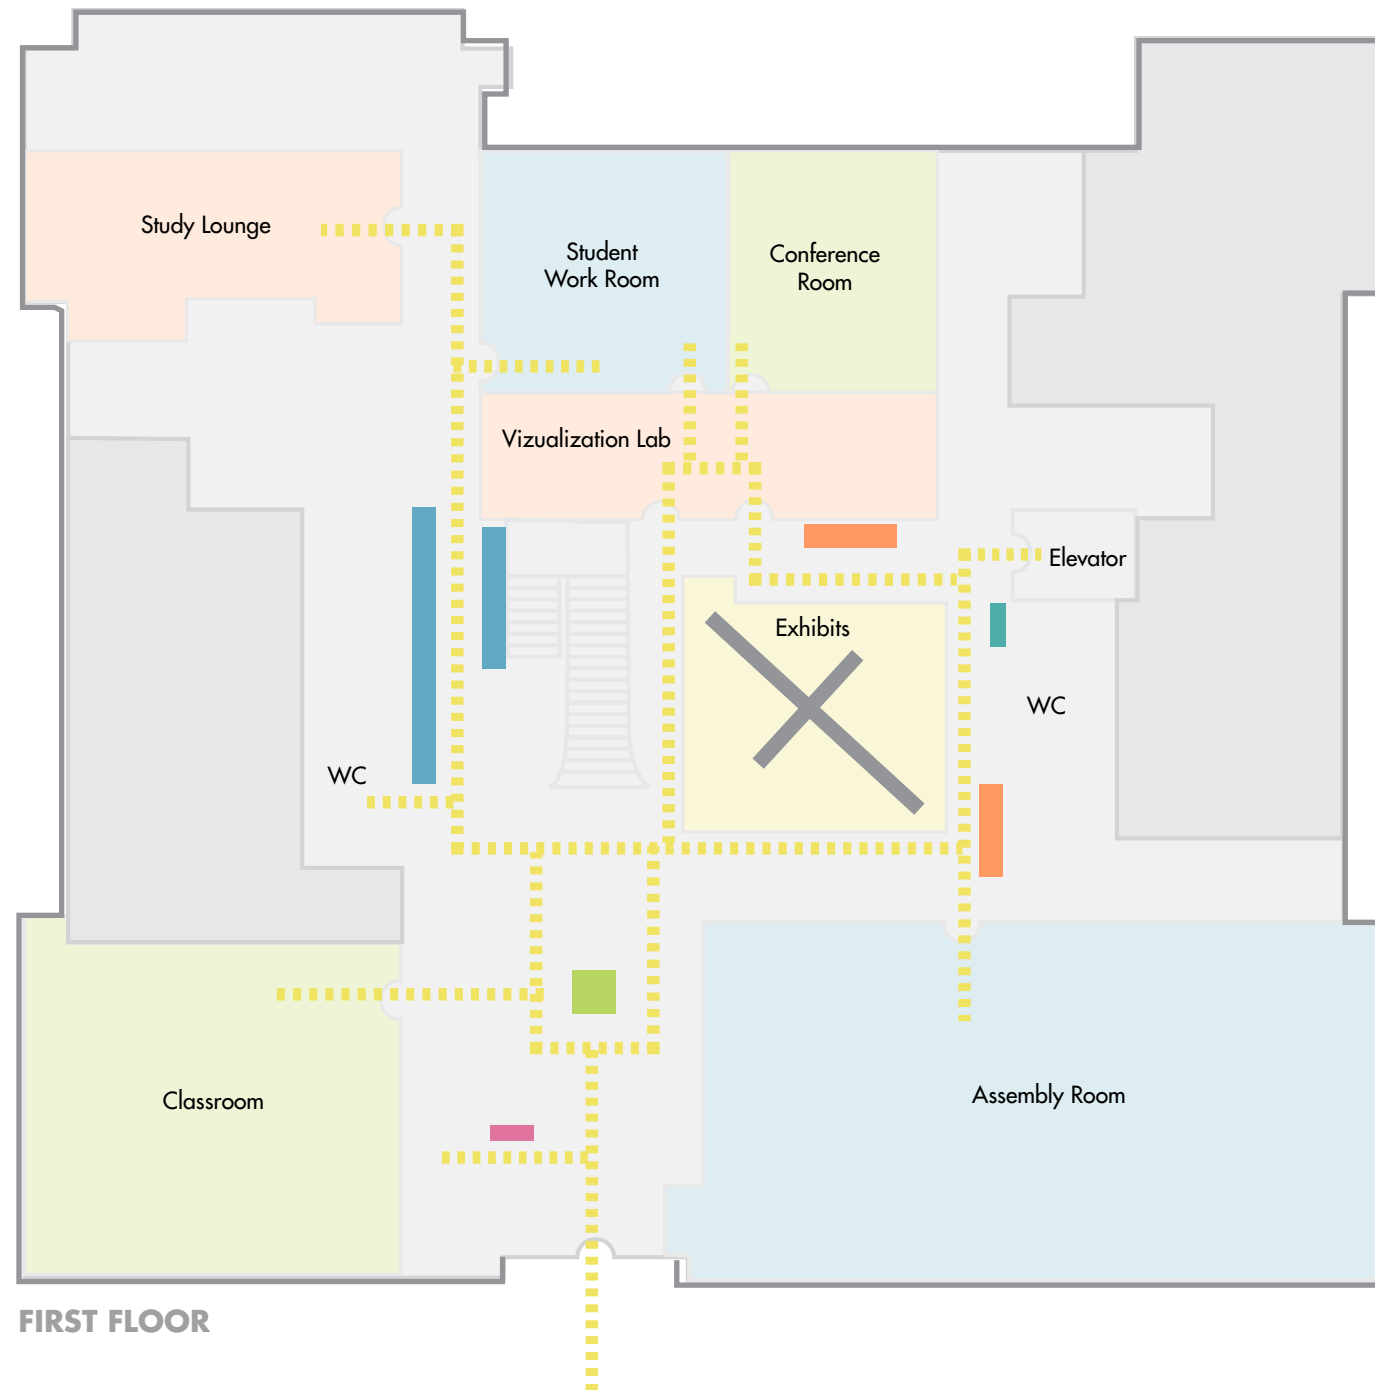 Study Lounge
Student
Work Room
Conference
Room
Vizualization Lab
Elevator
Exhibits
WC
WC
Classroom
Assembly Room
FIRST FLOOR